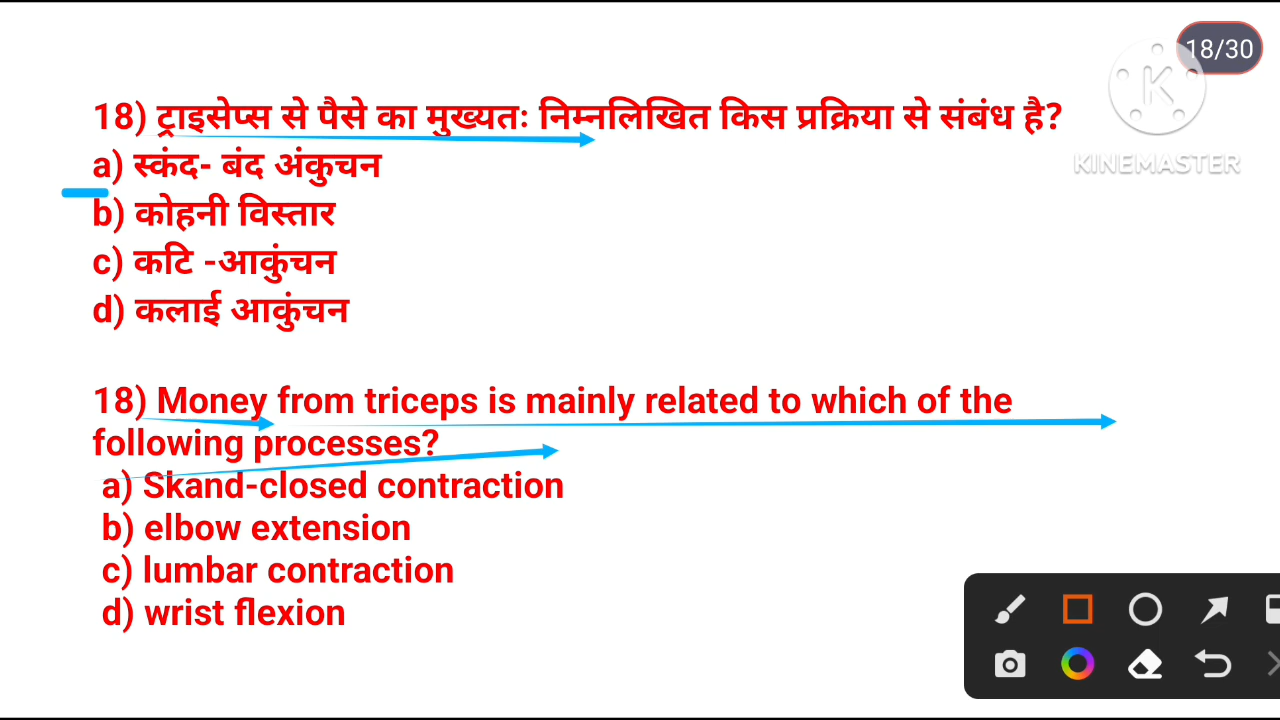 18/30
KINEMASTER
18) ट्राइसेप्स से पैसे का मुख्यतः निम्नलिखित किस प्रक्रिया से संबंध है?
a) स्कंद- बंद अंकुचन
b) कोहनी विस्तार
c) कटि -आकुंचन
d) कलाई आकुंचन
18) Money from triceps is mainly related to which of the
following processes?
a) Skand-closed contraction
b) elbow extension
c) lumbar contraction
d) wrist flexion